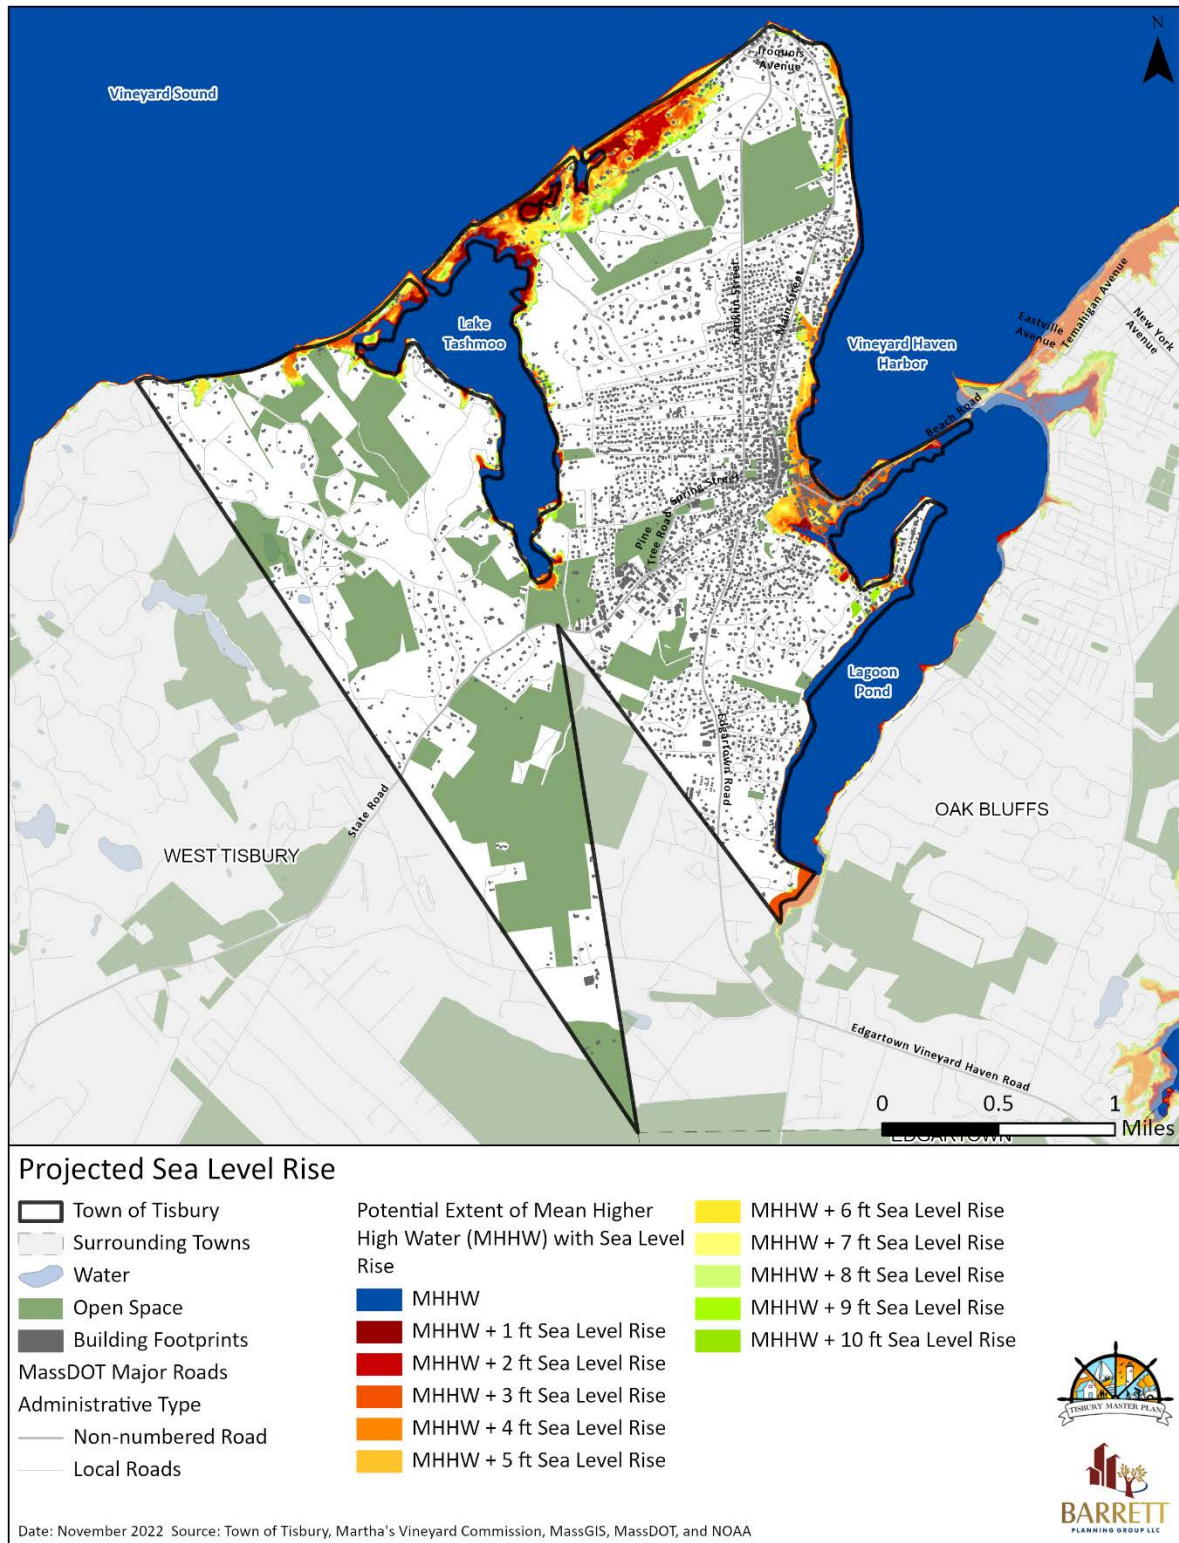 N
Iroquois
Avenue
Vineyard Sound
Franklin Street
Main Street
Lake
Tashmoo
Vineyard Haven
Harbor
Eastville
Avenue
Temahigan Avenue
New York
Avenue
Beach Road
Spring Street
Pine
Tree Road
Lagoon
Pond
Edgartown Road
State Road
WEST TISBURY
OAK BLUFFS
Edgartown Vineyard Haven Road
0 0.5 1
Miles
EDGARTOWN
Projected Sea Level Rise
Town of Tisbury
Surrounding Towns
Water
Open Space
Building Footprints
MassDOT Major Roads
Administrative Type
Non-numbered Road
Local Roads
Potential Extent of Mean Higher
High Water (MHHW) with Sea Level
Rise
MHHW
MHHW + 1 ft Sea Level Rise
MHHW + 2 ft Sea Level Rise
MHHW + 3 ft Sea Level Rise
MHHW + 4 ft Sea Level Rise
MHHW + 5 ft Sea Level Rise
MHHW + 6 ft Sea Level Rise
MHHW + 7 ft Sea Level Rise
MHHW + 8 ft Sea Level Rise
MHHW + 9 ft Sea Level Rise
MHHW + 10 ft Sea Level Rise
TISBURY MASTER PLAN
BARRETT
PLANNING GROUP LLC
Date: November 2022 Source: Town of Tisbury, Martha's Vineyard Commission, MassGIS, MassDOT, and NOAA